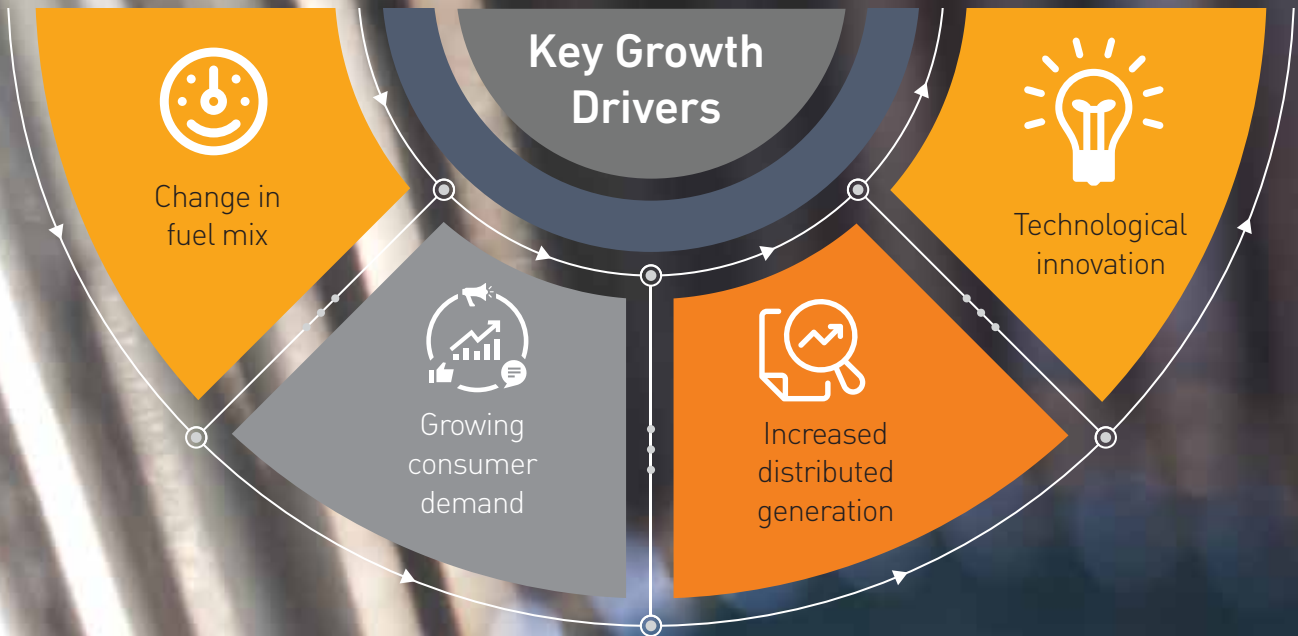 Key Growth
Drivers
Change in
fuel mix
Growing
consumer
demand
Increased
distributed
generation
Technological
innovation